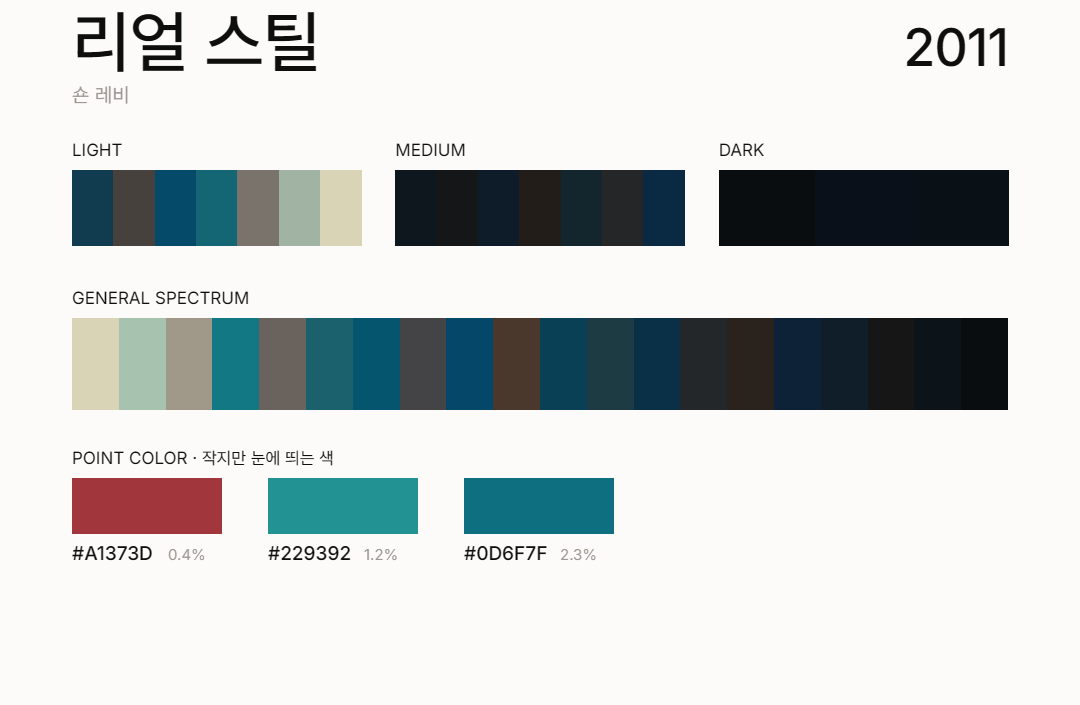 리얼 스틸 2011
숀 레비
LIGHT MEDIUM DARK
GENERAL SPECTRUM
POINT COLOR · 작지만 눈에 띄는 색
#A1373D 0.4% #229392 1.2% #0D6F7F 2.3%